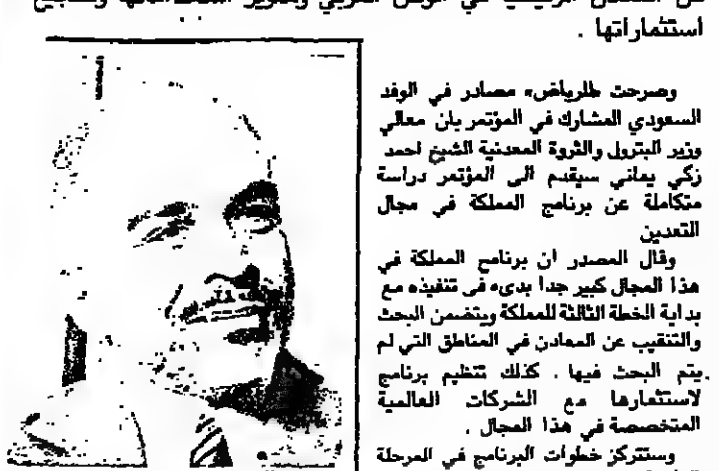 استثماراتها .
وصرحت «للرياض» مصادر في الوفد
السعودي المشارك في المؤتمر بان معالي
وزير البترول والثروة المعدنية الشيخ احمد
زكي يماني سيقدم الى المؤتمر دراسة
متكاملة عن برنامج المملكة في مجال
التعدين
وقال المصدر ان برنامج المملكة في
هذا المجال كبير جدا بدىء في تنفيذه مع
بداية الخطة الثالثة للمملكة ويتضمن البحث
والتنقيب عن المعادن في المناطق التي لم
يتم البحث فيها . كذلك تنظيم برنامج
لاستثمارها مع الشركات العالمية
المتخصصة في هذا المجال .
وستتركز خطوات البرنامج في المرحلة